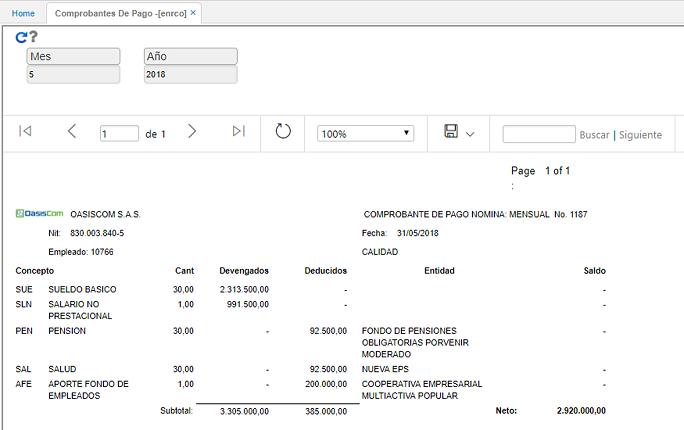 Home Comprobantes De Pago -[enrco] ×
?
Mes Año
5 2018
1 de 1 100% Buscar | Siguiente
Page 1 of 1
:
OasisCom OASISCOM S.A.S. COMPROBANTE DE PAGO NOMINA: MENSUAL No. 1187
Nit: 830.003.840-5 Fecha: 31/05/2018
Empleado: 10766 CALIDAD
Concepto Cant Devengados Deducidos Entidad Saldo
SUE SUELDO BASICO 30,00 2.313.500,00 - -
SLN SALARIO NO 1,00 991.500,00 - -
PRESTACIONAL
PEN PENSION 30,00 - 92.500,00 FONDO DE PENSIONES -
OBLIGATORIAS PORVENIR
MODERADO
SAL SALUD 30,00 - 92.500,00 NUEVA EPS -
AFE APORTE FONDO DE 1,00 - 200.000,00 COOPERATIVA EMPRESARIAL -
EMPLEADOS MULTIACTIVA POPULAR
Subtotal: 3.305.000,00 385.000,00 Neto: 2.920.000,00